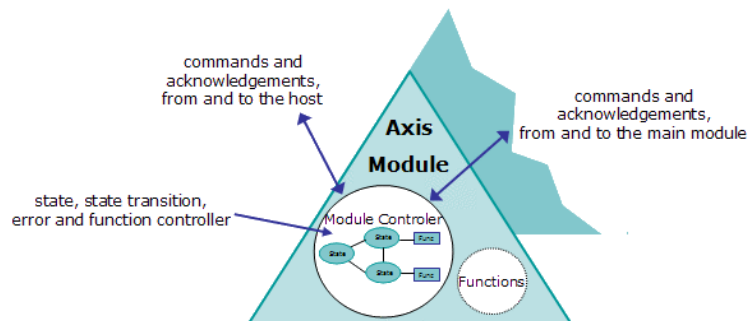 commands and
acknowledgements,
from and to the host
commands and
acknowledgements,
from and to the main module
Axis
Module
state, state transition,
error and function controller
Module Controler
State
Func
State
State
Func
Functions